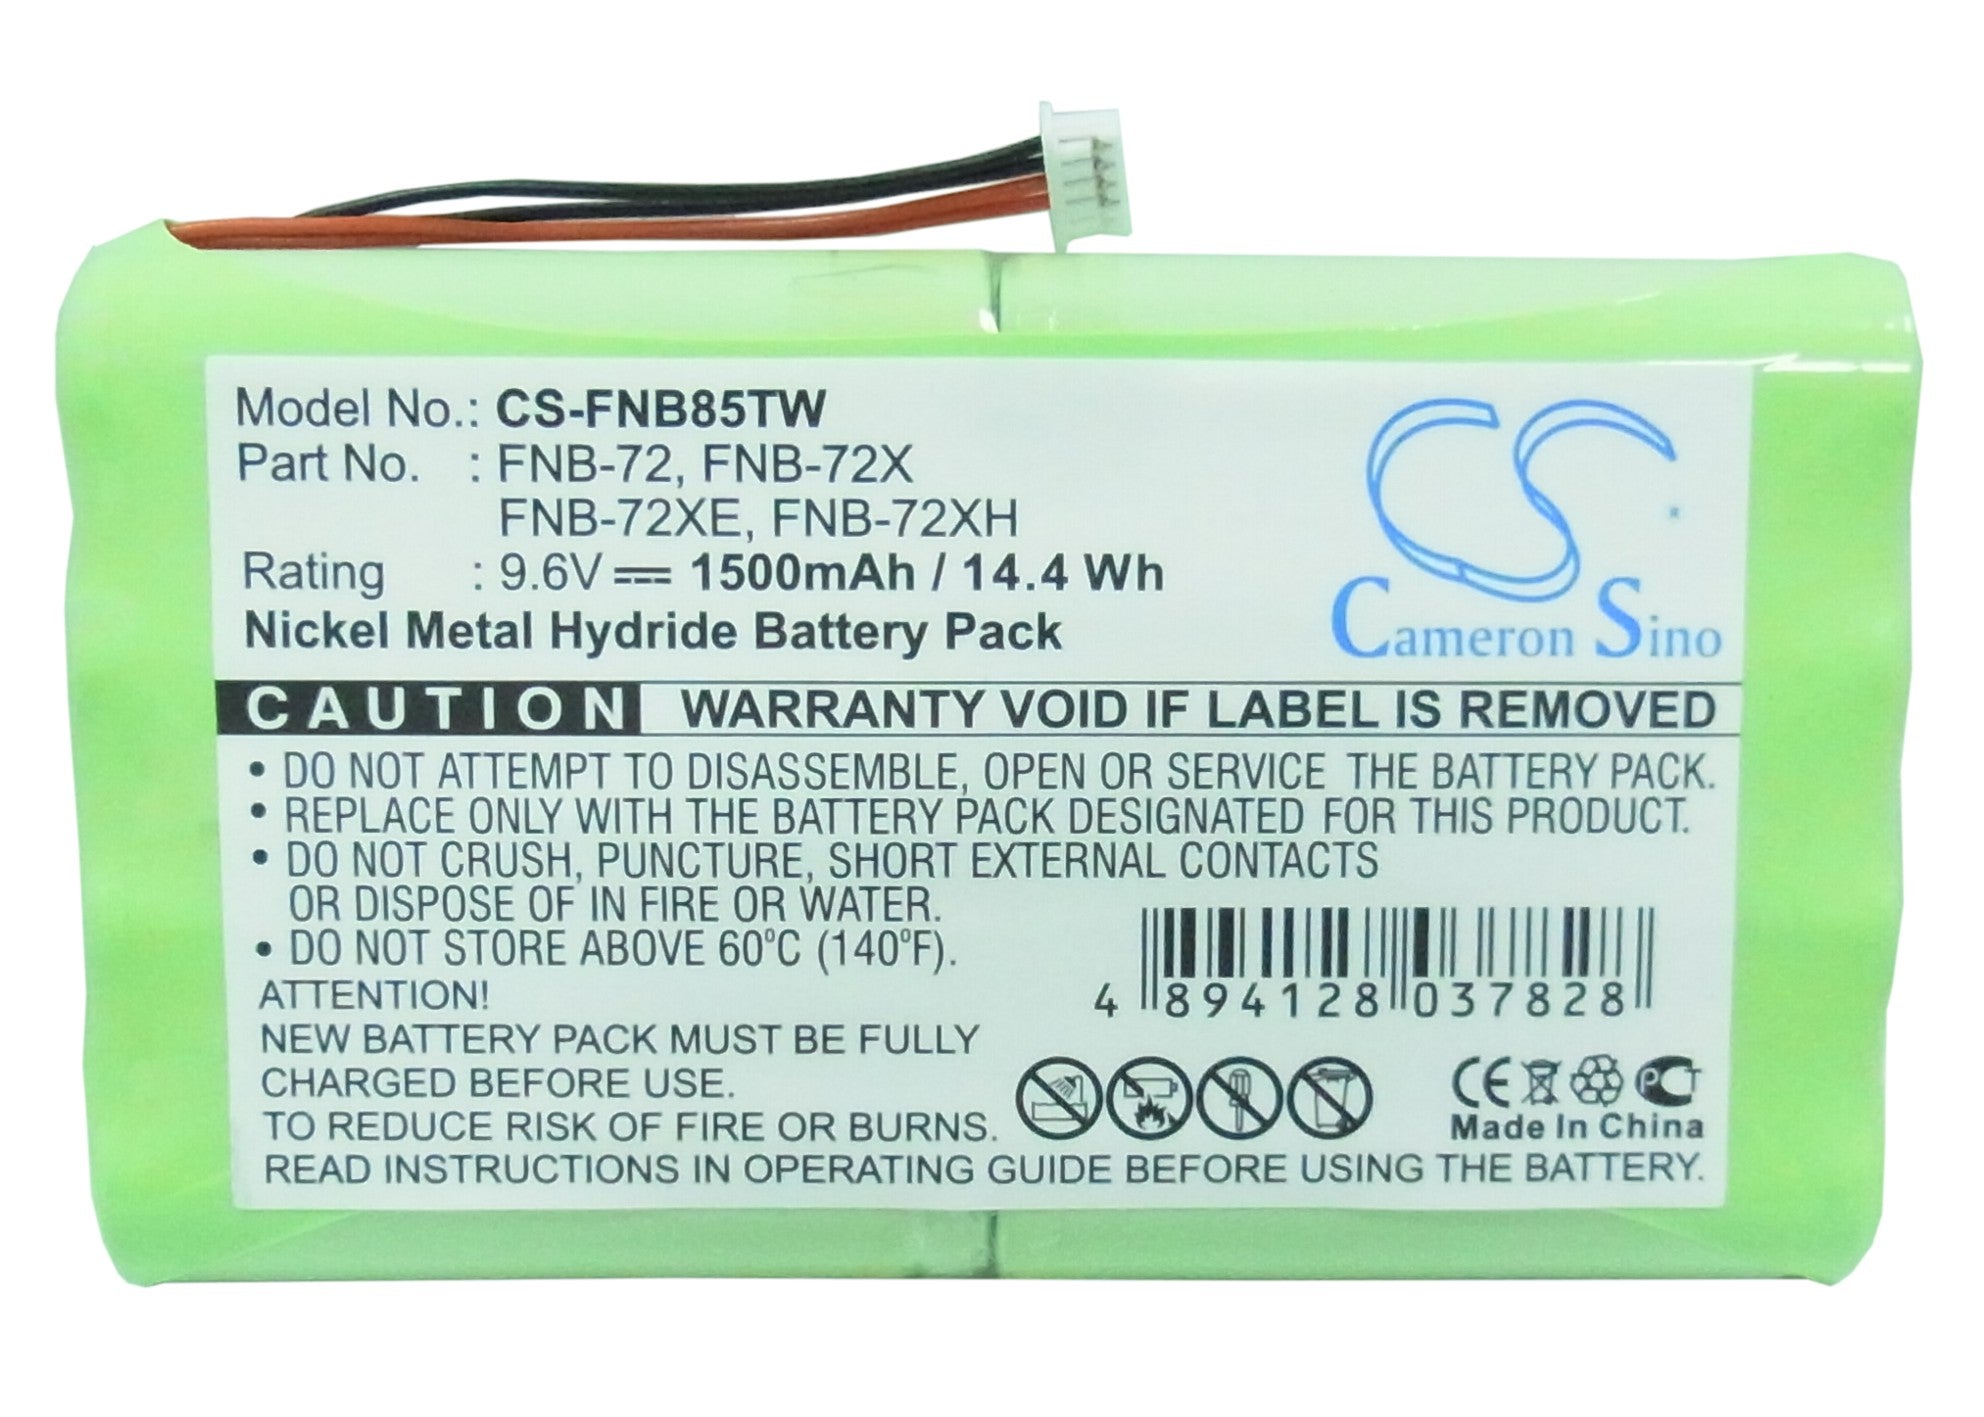 Model No.: CS-FNB85TW
Part No. : FNB-72, FNB-72X
FNB-72XE, FNB-72XH
Rating : 9.6V 1500mAh / 14.4 Wh
Nickel Metal Hydride Battery Pack
CS
®
Cameron Sino
CAUTION WARRANTY VOID IF LABEL IS REMOVED
• DO NOT ATTEMPT TO DISASSEMBLE, OPEN OR SERVICE THE BATTERY PACK.
• REPLACE ONLY WITH THE BATTERY PACK DESIGNATED FOR THIS PRODUCT.
• DO NOT CRUSH, PUNCTURE, SHORT EXTERNAL CONTACTS
OR DISPOSE OF IN FIRE OR WATER.
• DO NOT STORE ABOVE 60°C (140°F).
ATTENTION!
NEW BATTERY PACK MUST BE FULLY
CHARGED BEFORE USE.
TO REDUCE RISK OF FIRE OR BURNS.
READ INSTRUCTIONS IN OPERATING GUIDE BEFORE USING THE BATTERY.
4 894128 037828
CE PCT
Made In China